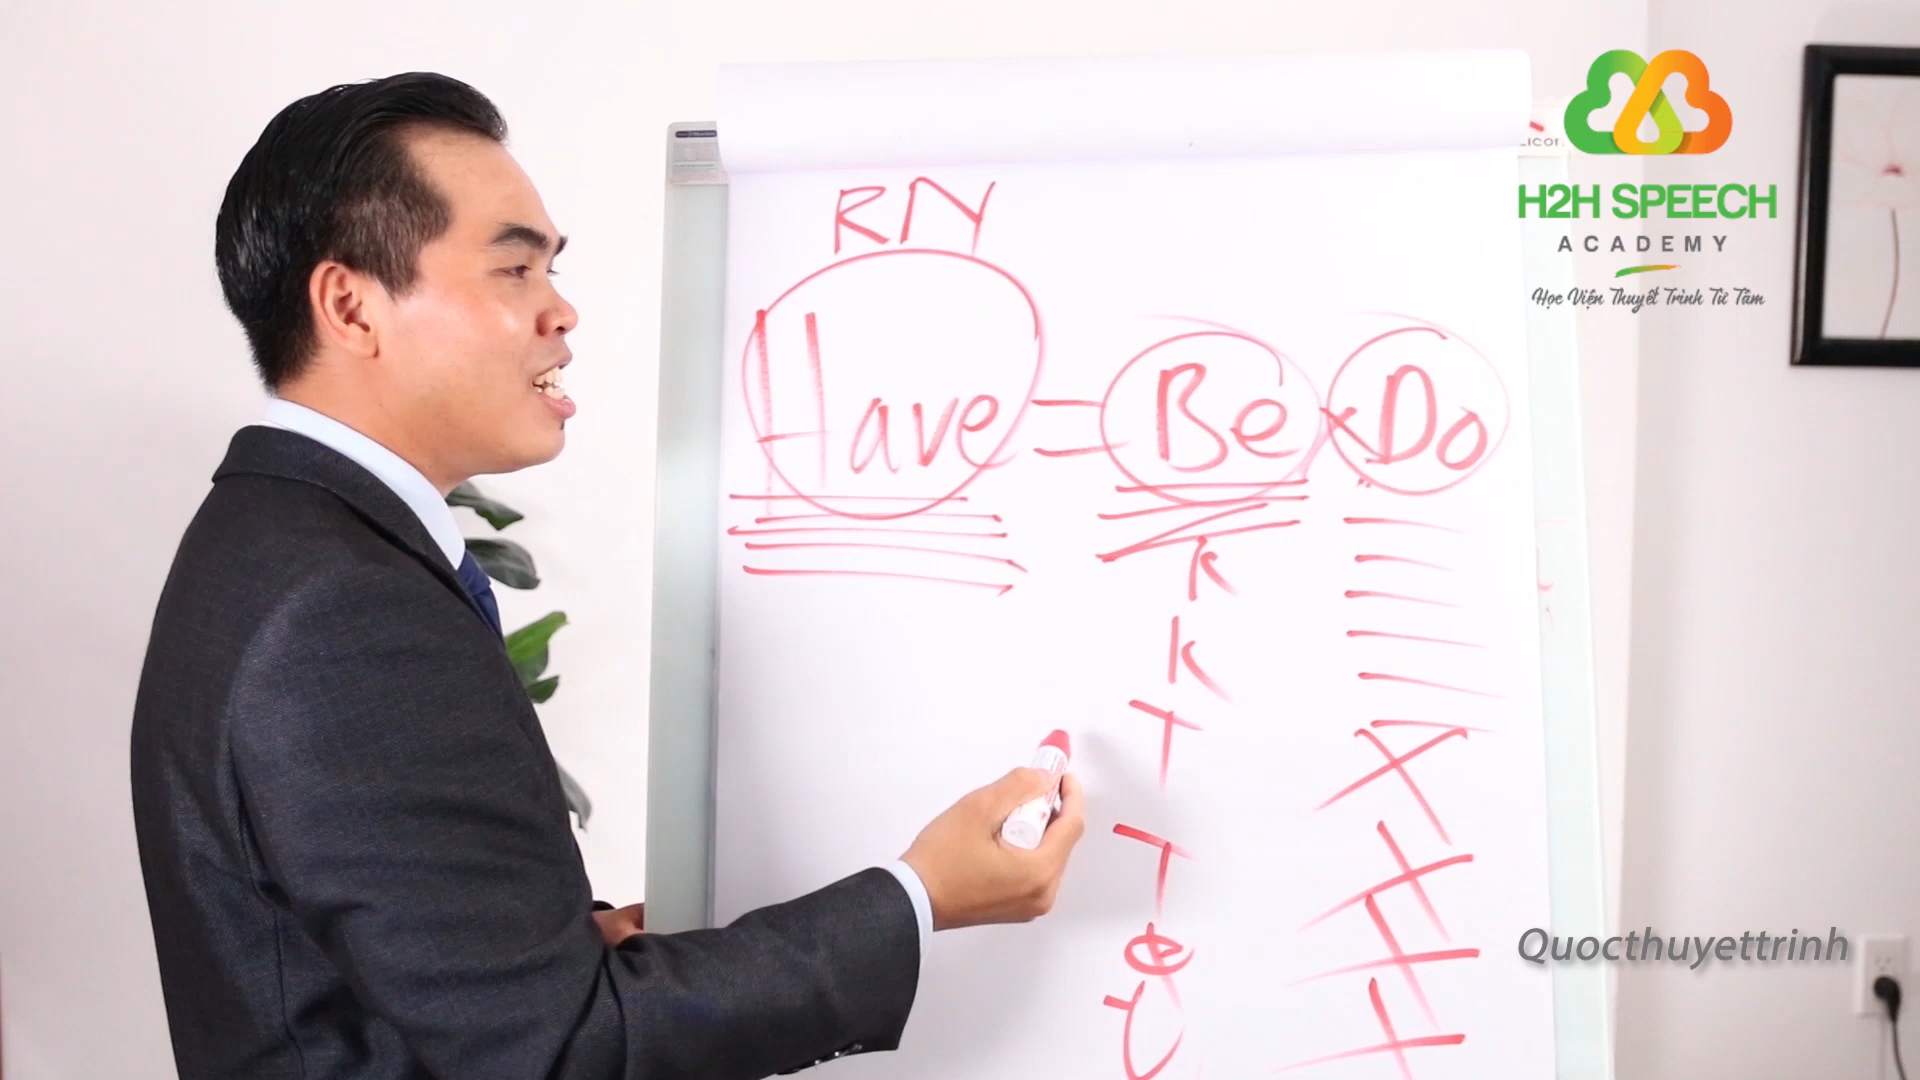 RN
Have = Be x Do
K
K
T
T
H2H SPEECH
ACADEMY
Học Viện Thuyết Trình Từ Tâm
Quocthuyettrinh